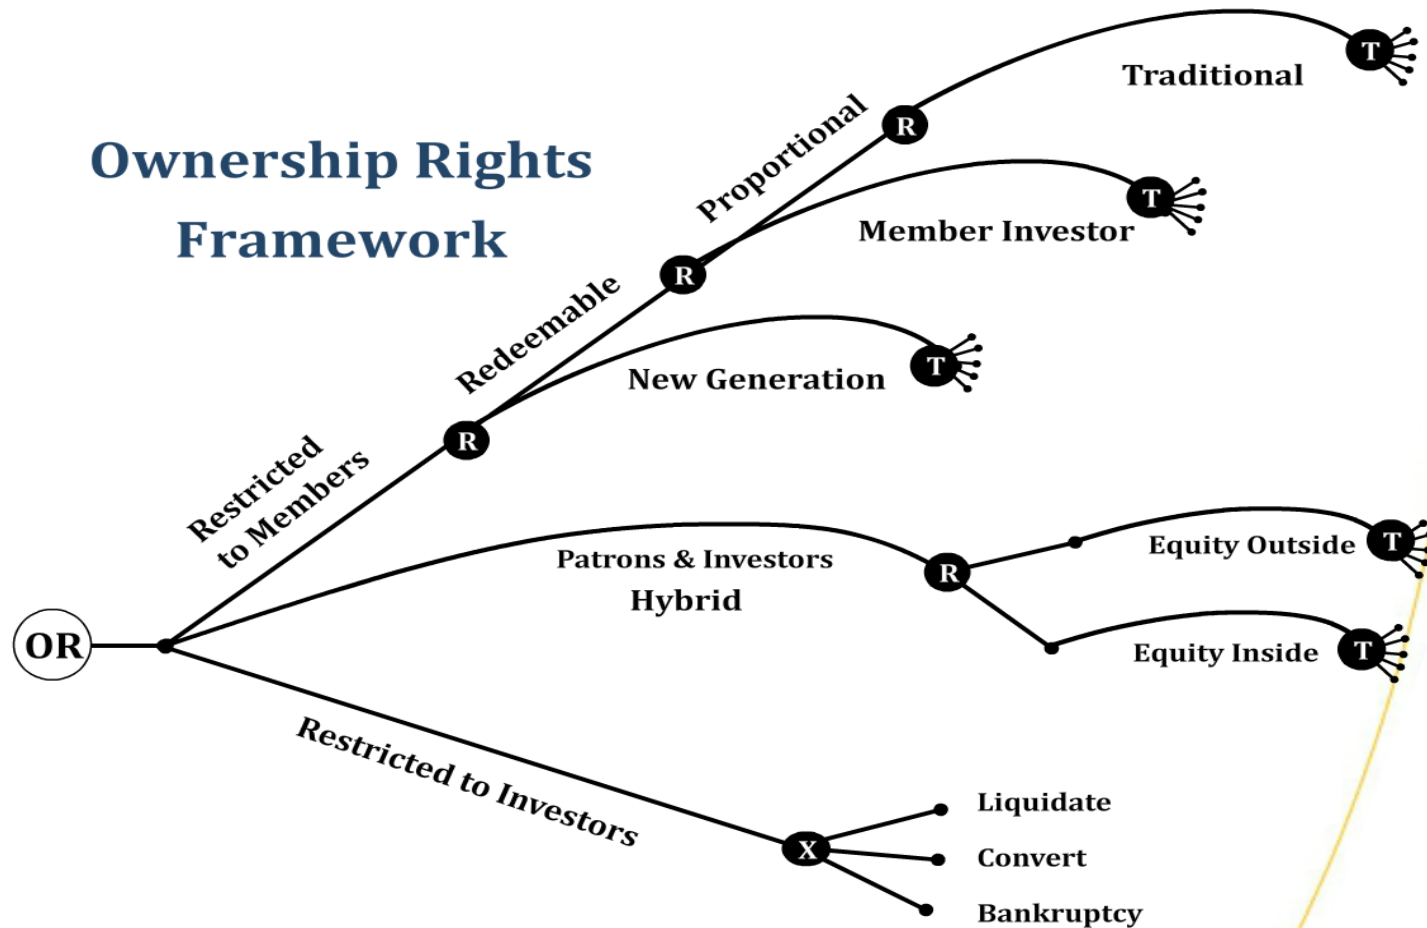 Ownership Rights
Framework
Traditional
T
Proportional
R
Member Investor
T
Redeemable
R
New Generation
T
Restricted
to Members
R
Patrons & Investors
Hybrid
R
Equity Outside
T
Equity Inside
T
OR
Restricted to Investors
X
Liquidate
Convert
Bankruptcy